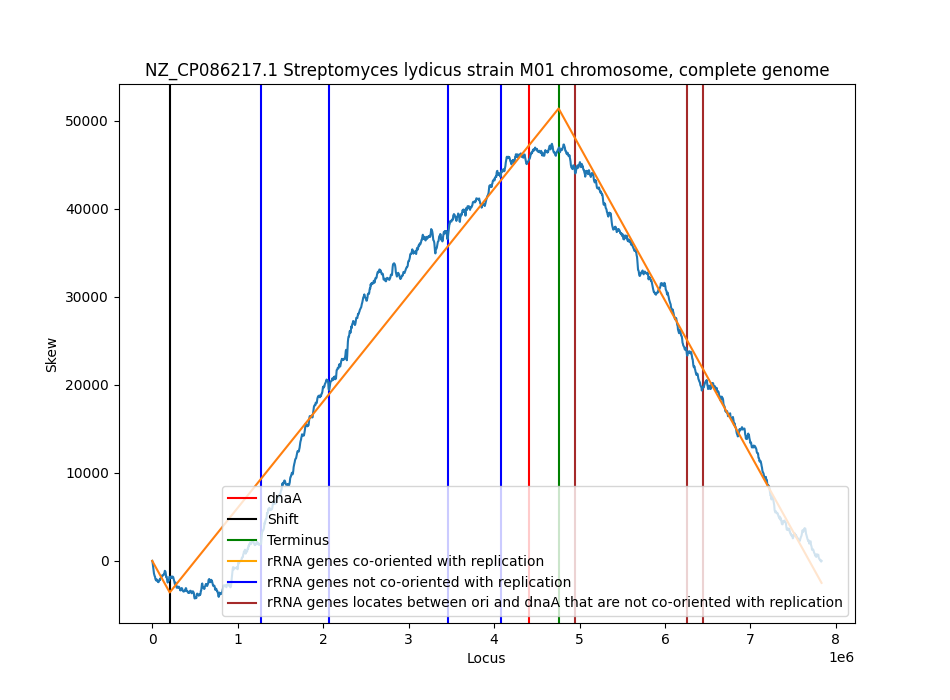 NZ_CP086217.1 Streptomyces lydicus strain M01 chromosome, complete genome
50000
40000
30000
20000
10000
0
Skew
dnaA
Shift
Terminus
rRNA genes co-oriented with replication
rRNA genes not co-oriented with replication
rRNA genes locates between ori and dnaA that are not co-oriented with replication
0 1 2 3 4 5 6 7 8
1e6
Locus